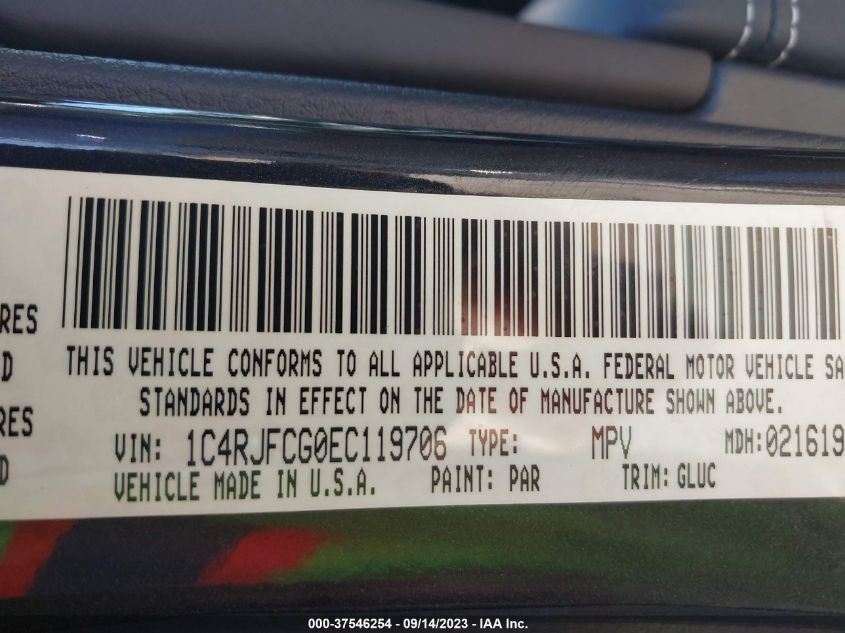 RES
D
THIS VEHICLE CONFORMS TO ALL APPLICABLE U.S.A. FEDERAL MOTOR VEHICLE SA
STANDARDS IN EFFECT ON THE DATE OF MANUFACTURE SHOWN ABOVE.
RES
D
VIN: 1C4RJFCG0EC119706 TYPE: MPV MDH:021619
VEHICLE MADE IN U.S.A. PAINT: PAR TRIM: GLUC
000-37546254 - 09/14/2023 - IAA Inc.